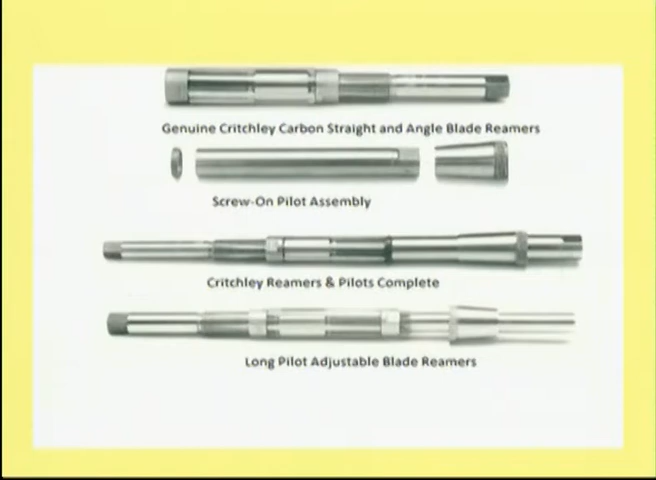 Genuine Critchley Carbon Straight and Angle Blade Reamers
Screw-On Pilot Assembly
Critchley Reamers & Pilots Complete
Long Pilot Adjustable Blade Reamers